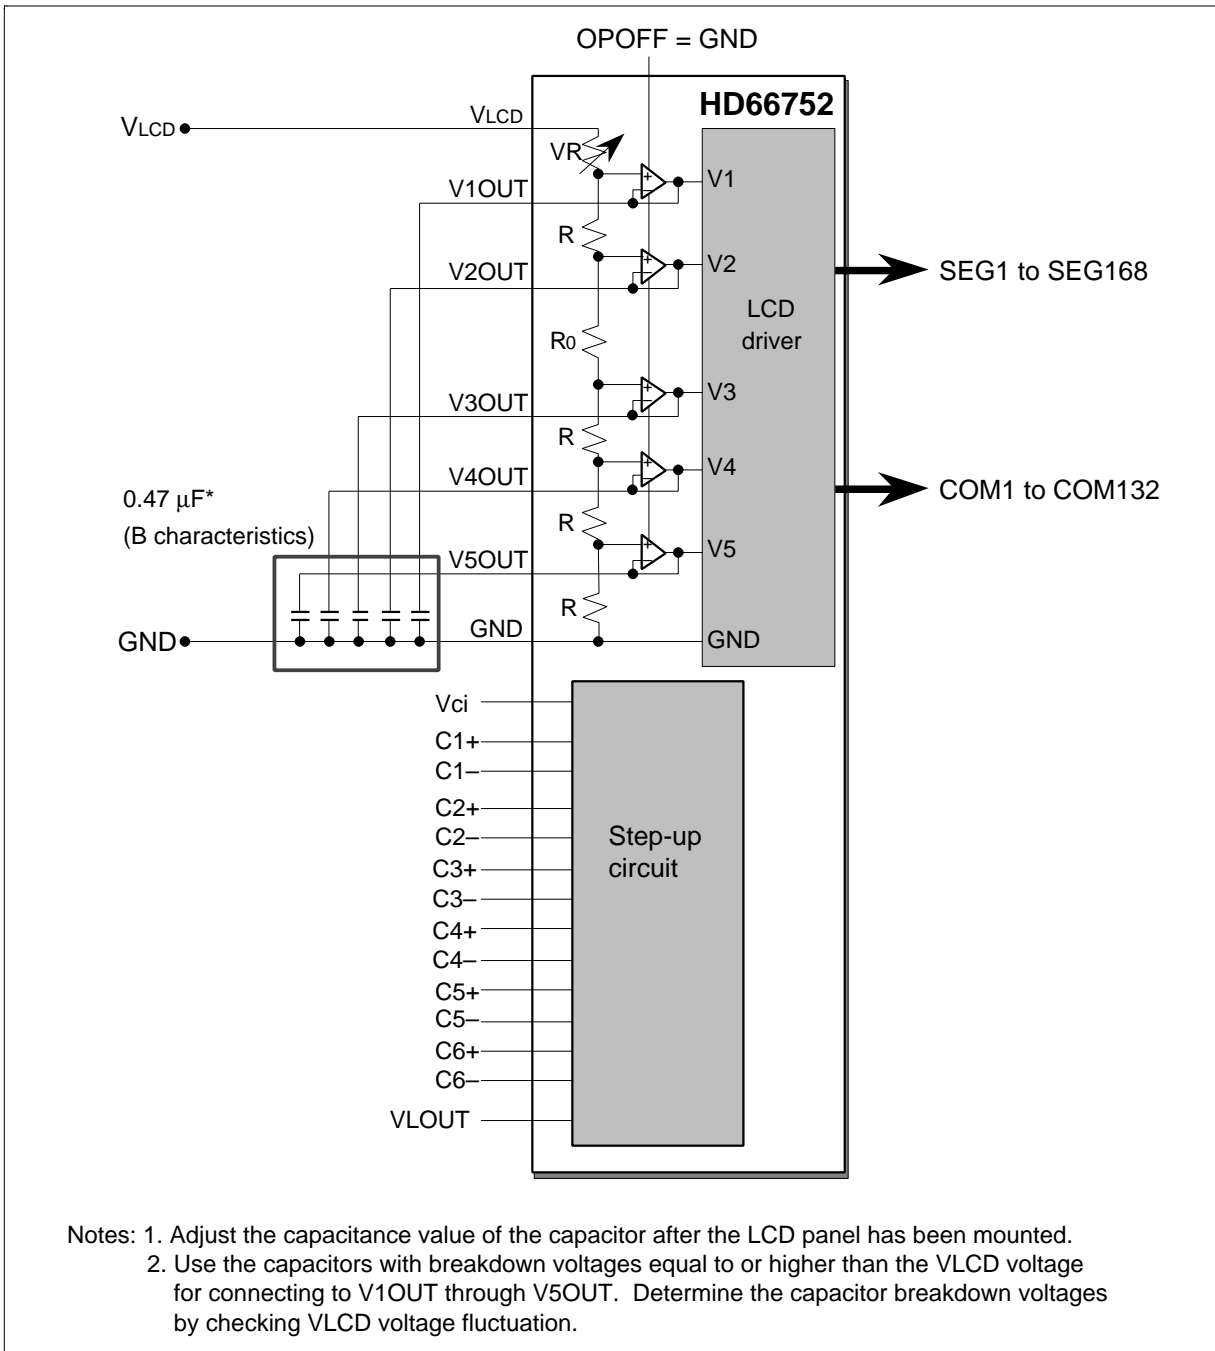 OPOFF = GND
HD66752
VLCD
VLCD
VR
V1OUT
V1
R
V2OUT
V2
SEG1 to SEG168
LCD
driver
R0
V3OUT
V3
R
V4OUT
V4
COM1 to COM132
0.47 μF*
(B characteristics)
R
V5OUT
V5
R
GND
GND
GND
Vci
C1+
C1–
C2+
C2–
C3+
C3–
C4+
C4–
C5+
C5–
C6+
C6–
VLOUT
Step-up
circuit
Notes: 1. Adjust the capacitance value of the capacitor after the LCD panel has been mounted.
2. Use the capacitors with breakdown voltages equal to or higher than the VLCD voltage
for connecting to V1OUT through V5OUT. Determine the capacitor breakdown voltages
by checking VLCD voltage fluctuation.